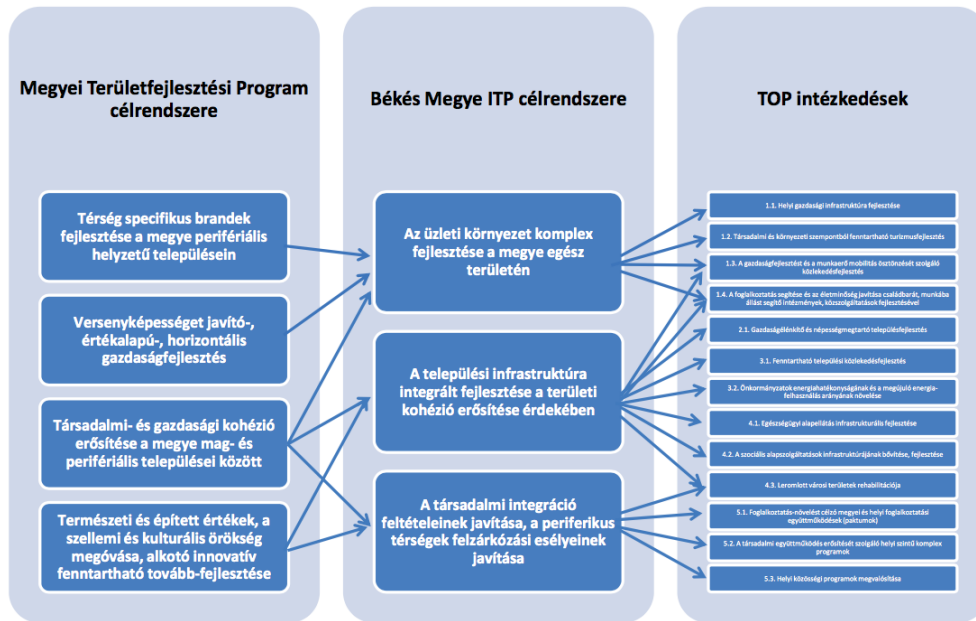 Megyei Területfejlesztési Program
célrendszere
Térség specifikus brandek
fejlesztése a megye perifériális
helyzetű településein
Versenyképességet javító-,
értékalapú-, horizontális
gazdaságfejlesztés
Társadalmi- és gazdasági kohézió
erősítése a megye mag- és
perifériális települései között
Természeti és épített értékek, a
szellemi és kulturális örökség
megóvása, alkotó innovatív
fenntartható tovább-fejlesztése
Békés Megye ITP célrendszere
Az üzleti környezet komplex
fejlesztése a megye egész
területén
A települési infrastruktúra
integrált fejlesztése a területi
kohézió erősítése érdekében
A társadalmi integráció
feltételeinek javítása, a periferikus
térségek felzárkózási esélyeinek
javítása
TOP intézkedések
1.1. Helyi gazdasági infrastruktúra fejlesztése
1.2. Társadalmi és környezeti szempontból fenntartható turizmusfejlesztés
1.3. A gazdaságfejlesztést és a munkaerő mobilitás ösztönzését szolgáló
közlekedésfejlesztés
1.4. A foglalkoztatás segítése és az életminőség javítása családbarát, munkába
állást segítő intézmények, közszolgáltatások fejlesztésével
2.1. Gazdaságélénkítő és népességmegtartó településfejlesztés
3.1. Fenntartható települési közlekedésfejlesztés
3.2. Önkormányzatok energiahatékonyságának és a megújuló energia-
felhasználás arányának növelése
4.1. Egészségügyi alapellátás infrastrukturális fejlesztése
4.2. A szociális alapszolgáltatások infrastruktúrájának bővítése, fejlesztése
4.3. Leromlott városi területek rehabilitációja
5.1. Foglalkoztatás-növelést célzó megyei és helyi foglalkoztatási
együttműködések (paktumok)
5.2. A társadalmi együttműködés erősítését szolgáló helyi szintű komplex
programok
5.3. Helyi közösségi programok megvalósítása